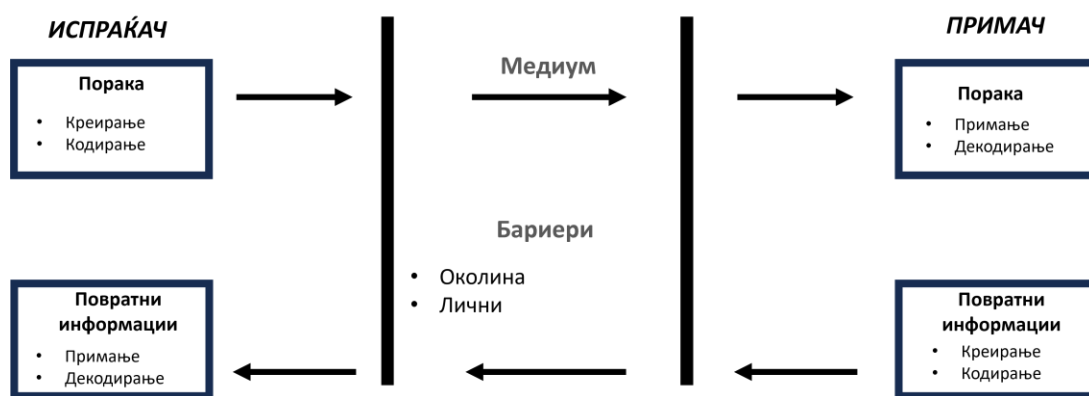 ИСПРАЌАЧ
ПРИМАЧ
Порака
• Креирање
• Кодирање
Медиум
Порака
• Примање
• Декодирање
Бариери
• Околина
• Лични
Повратни
информации
• Примање
• Декодирање
Повратни
информации
• Креирање
• Кодирање